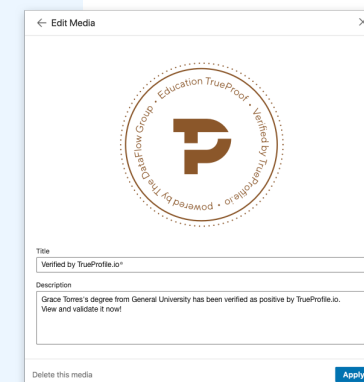 ← Edit Media
Education TrueProof • Verified by TrueProfile.io • powered by The DataFlow Group •
Title
Verified by TrueProfile.io®
Description
Grace Torres's degree from General University has been verified as positive by TrueProfile.io.
View and validate it now!
Delete this media
Apply